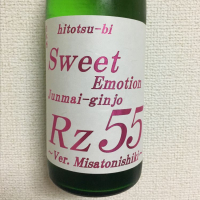 hitotsu-bi
Sweet
Emotion
Junmai-ginjo
Rz55
~Ver. Misatonishiki~